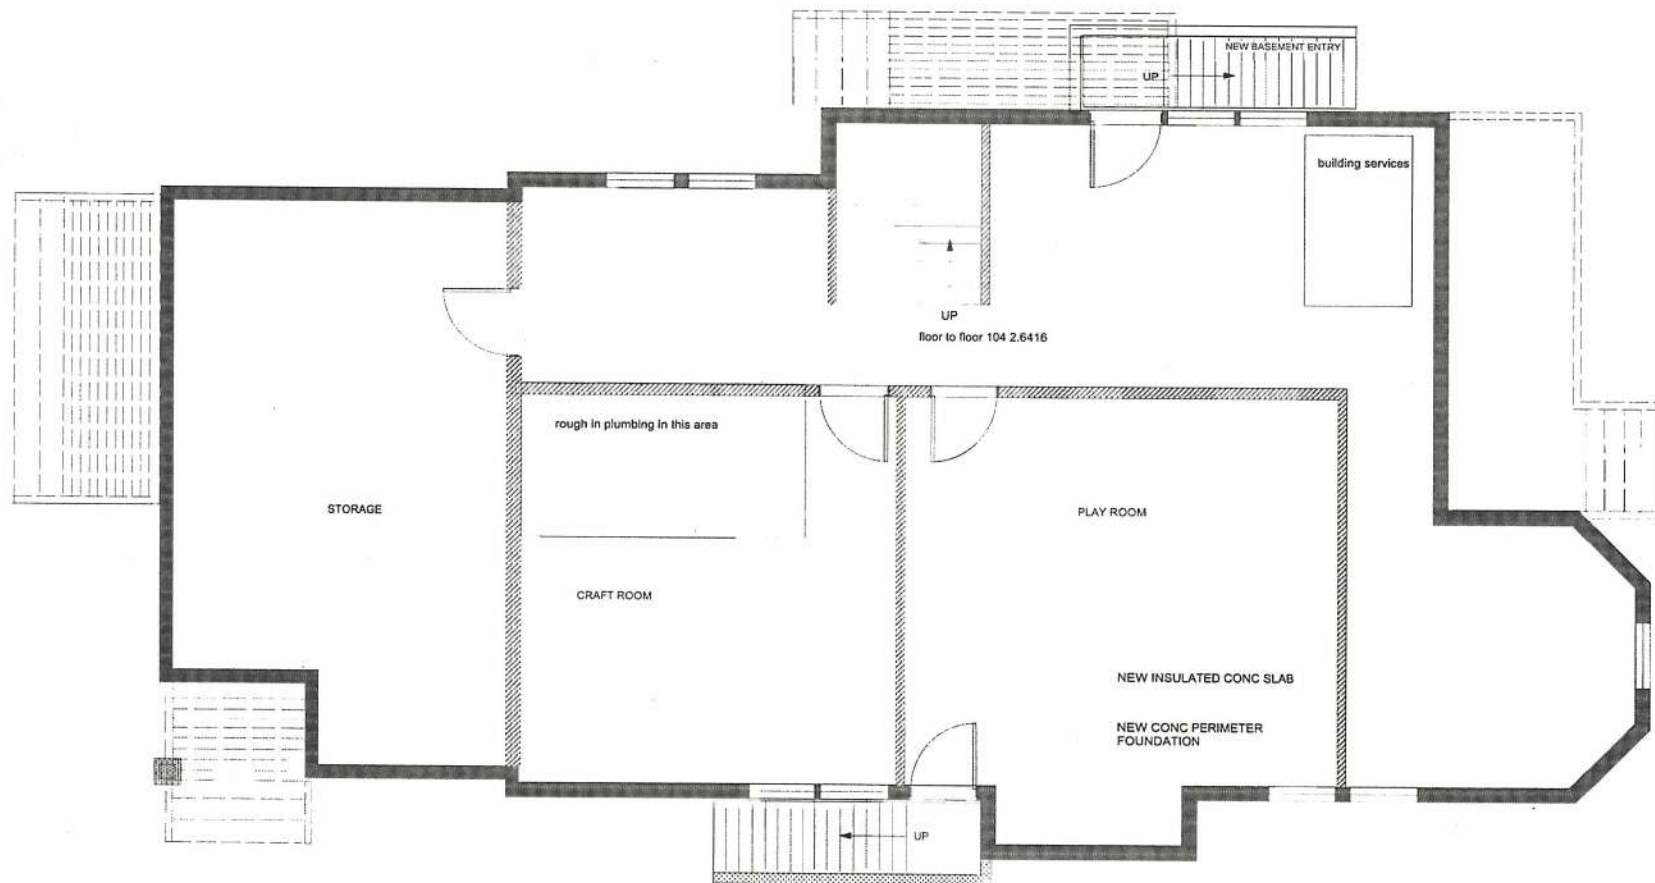 NEW BASEMENT ENTRY
UP
building services
UP
floor to floor 104 2.6416
rough in plumbing in this area
STORAGE
PLAY ROOM
CRAFT ROOM
NEW INSULATED CONC SLAB
NEW CONC PERIMETER
FOUNDATION
UP